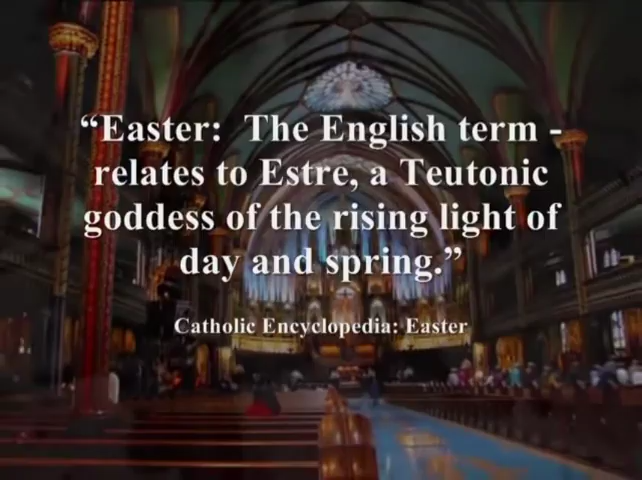 “Easter:  The English term -
relates to Estre, a Teutonic
goddess of the rising light of
day and spring.”
Catholic Encyclopedia: Easter